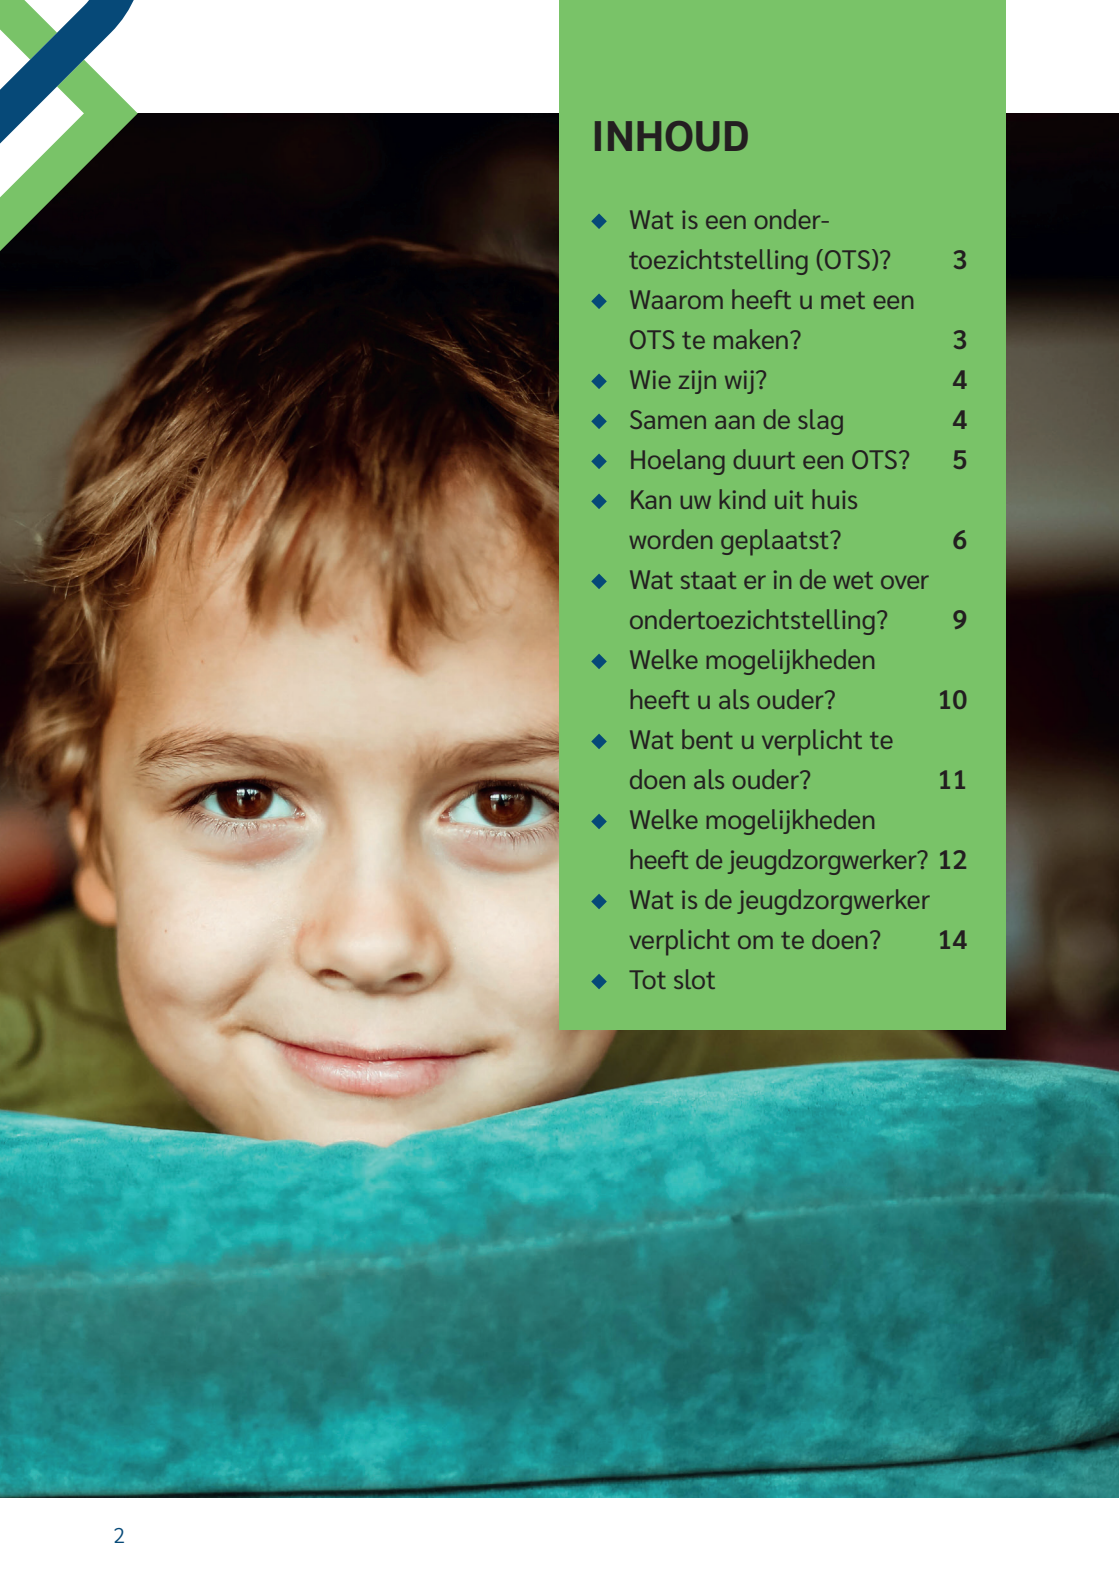 INHOUD
◆ Wat is een onder-
toezichtstelling (OTS)? 3
◆ Waarom heeft u met een
OTS te maken? 3
◆ Wie zijn wij? 4
◆ Samen aan de slag 4
◆ Hoelang duurt een OTS? 5
◆ Kan uw kind uit huis
worden geplaatst? 6
◆ Wat staat er in de wet over
ondertoezichtstelling? 9
◆ Welke mogelijkheden
heeft u als ouder? 10
◆ Wat bent u verplicht te
doen als ouder? 11
◆ Welke mogelijkheden
heeft de jeugdzorgwerker? 12
◆ Wat is de jeugdzorgwerker
verplicht om te doen? 14
◆ Tot slot
2